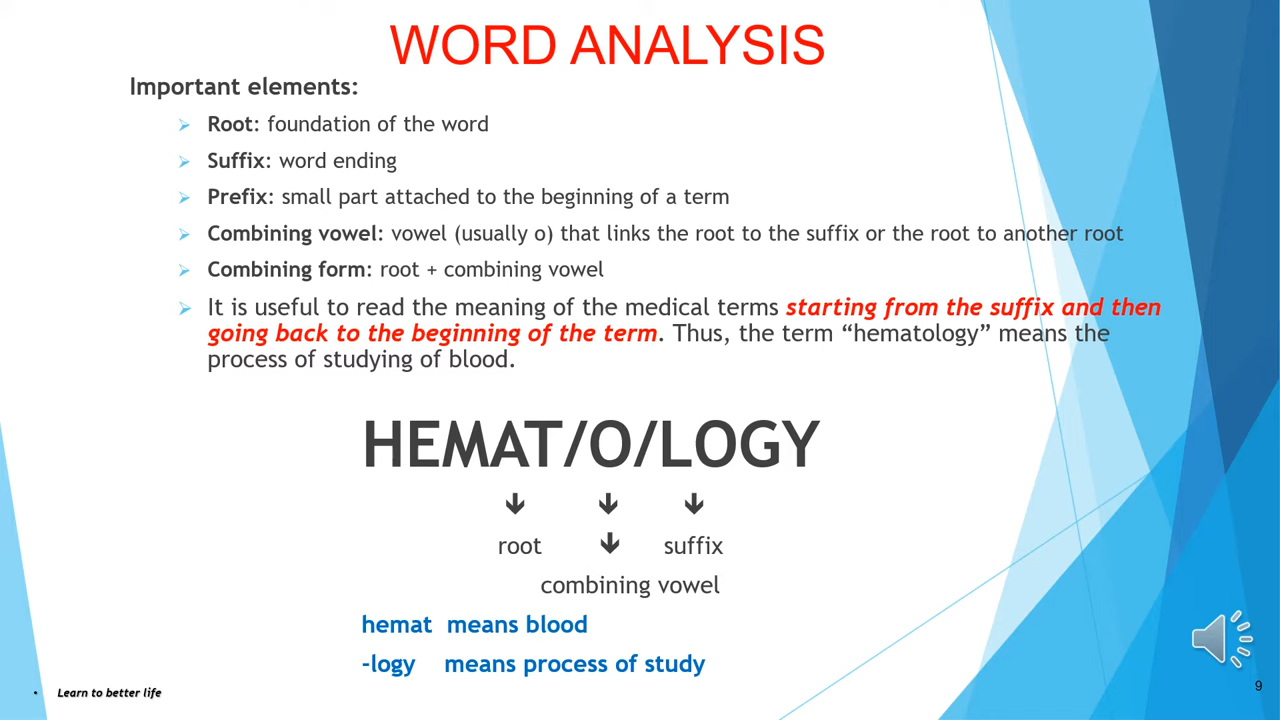 WORD ANALYSIS
Important elements:
Root: foundation of the word
Suffix: word ending
Prefix: small part attached to the beginning of a term
Combining vowel: vowel (usually o) that links the root to the suffix or the root to another root
Combining form: root + combining vowel
It is useful to read the meaning of the medical terms starting from the suffix and then
going back to the beginning of the term. Thus, the term “hematology” means the
process of studying of blood.
HEMAT/O/LOGY
root suffix
combining vowel
hemat means blood
-logy means process of study
• Learn to better life
9